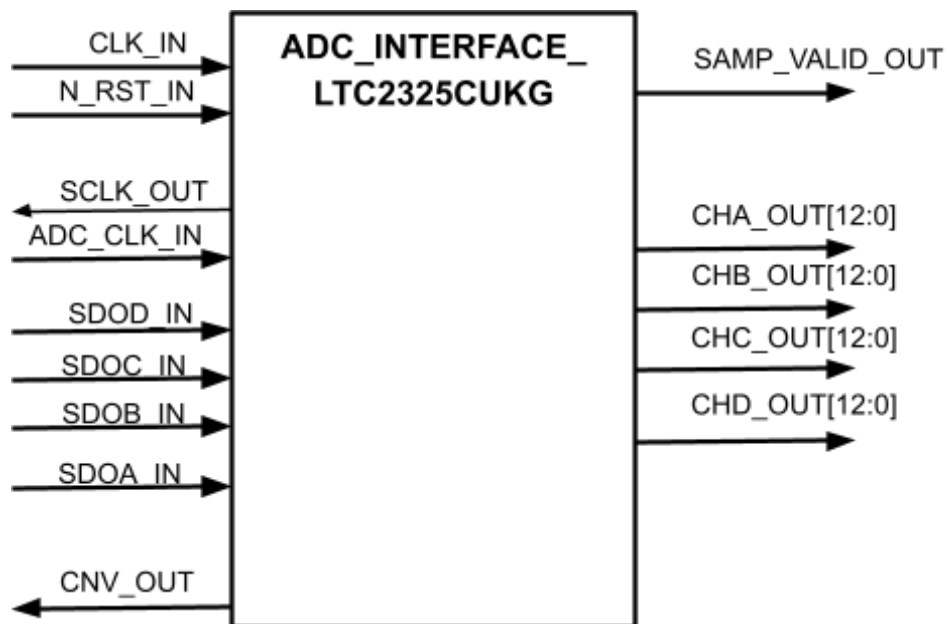 CLK_IN
N_RST_IN
SCLK_OUT
ADC_CLK_IN
SDOD_IN
SDOC_IN
SDOB_IN
SDOA_IN
CNV_OUT
ADC_INTERFACE_
LTC2325CUKG
SAMP_VALID_OUT
CHA_OUT[12:0]
CHB_OUT[12:0]
CHC_OUT[12:0]
CHD_OUT[12:0]